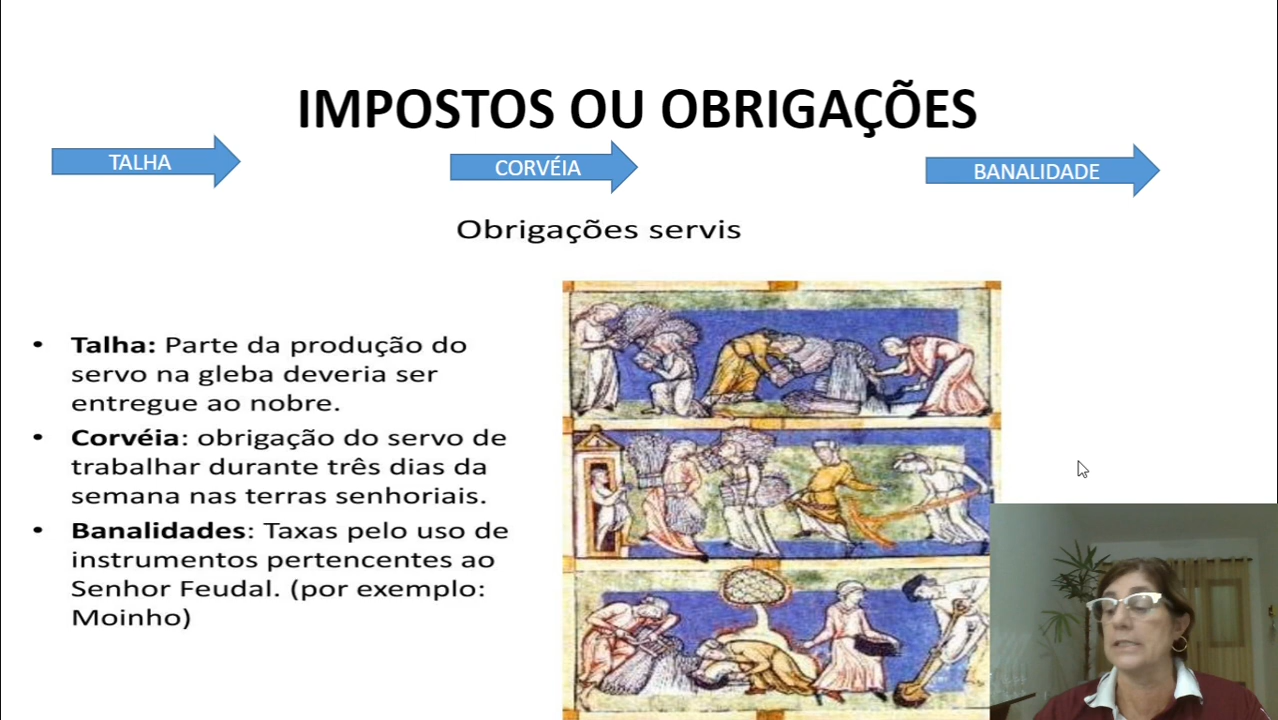 IMPOSTOS OU OBRIGAÇÕES
TALHA
CORVÉIA
BANALIDADE
Obrigações servis
• Talha: Parte da produção do
servo na gleba deveria ser
entregue ao nobre.
• Corvéia: obrigação do servo de
trabalhar durante três dias da
semana nas terras senhoriais.
• Banalidades: Taxas pelo uso de
instrumentos pertencentes ao
Senhor Feudal. (por exemplo:
Moinho)